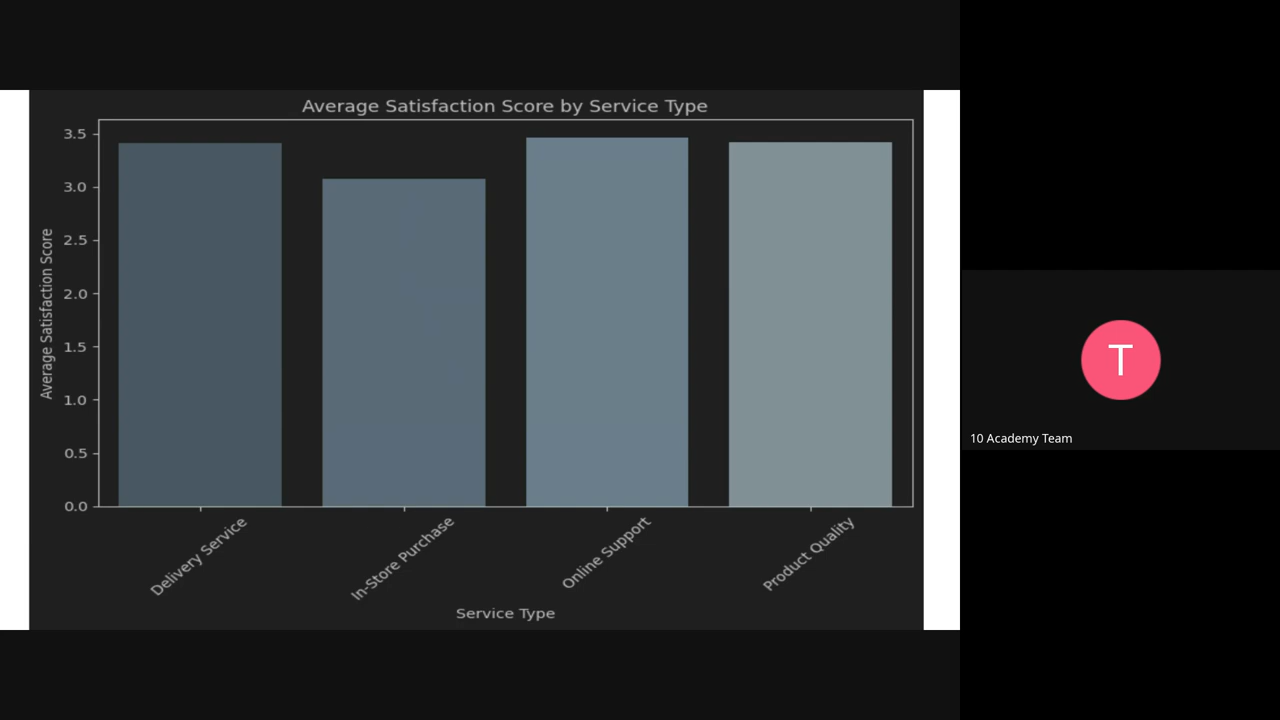 Average Satisfaction Score by Service Type
Average Satisfaction Score
3.5
3.0
2.5
2.0
1.5
1.0
0.5
0.0
Delivery Service
In-Store Purchase
Online Support
Product Quality
Service Type
T
10 Academy Team